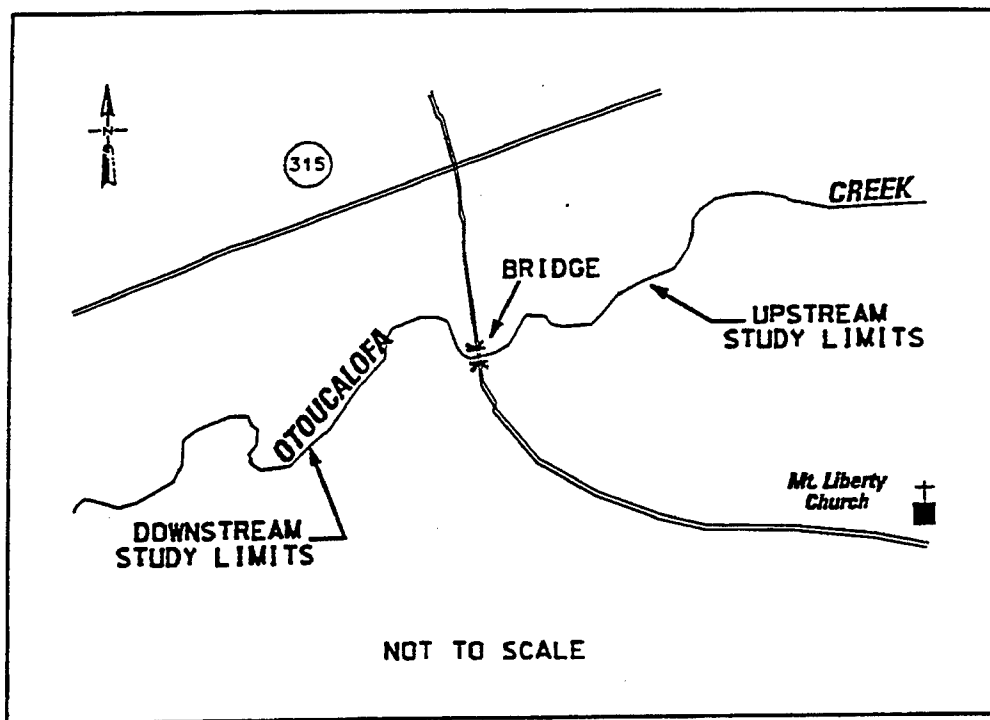 N
315
CREEK
BRIDGE
UPSTREAM
STUDY LIMITS
OTOUCALOFA
Mt. Liberty
Church
DOWNSTREAM
STUDY LIMITS
NOT TO SCALE